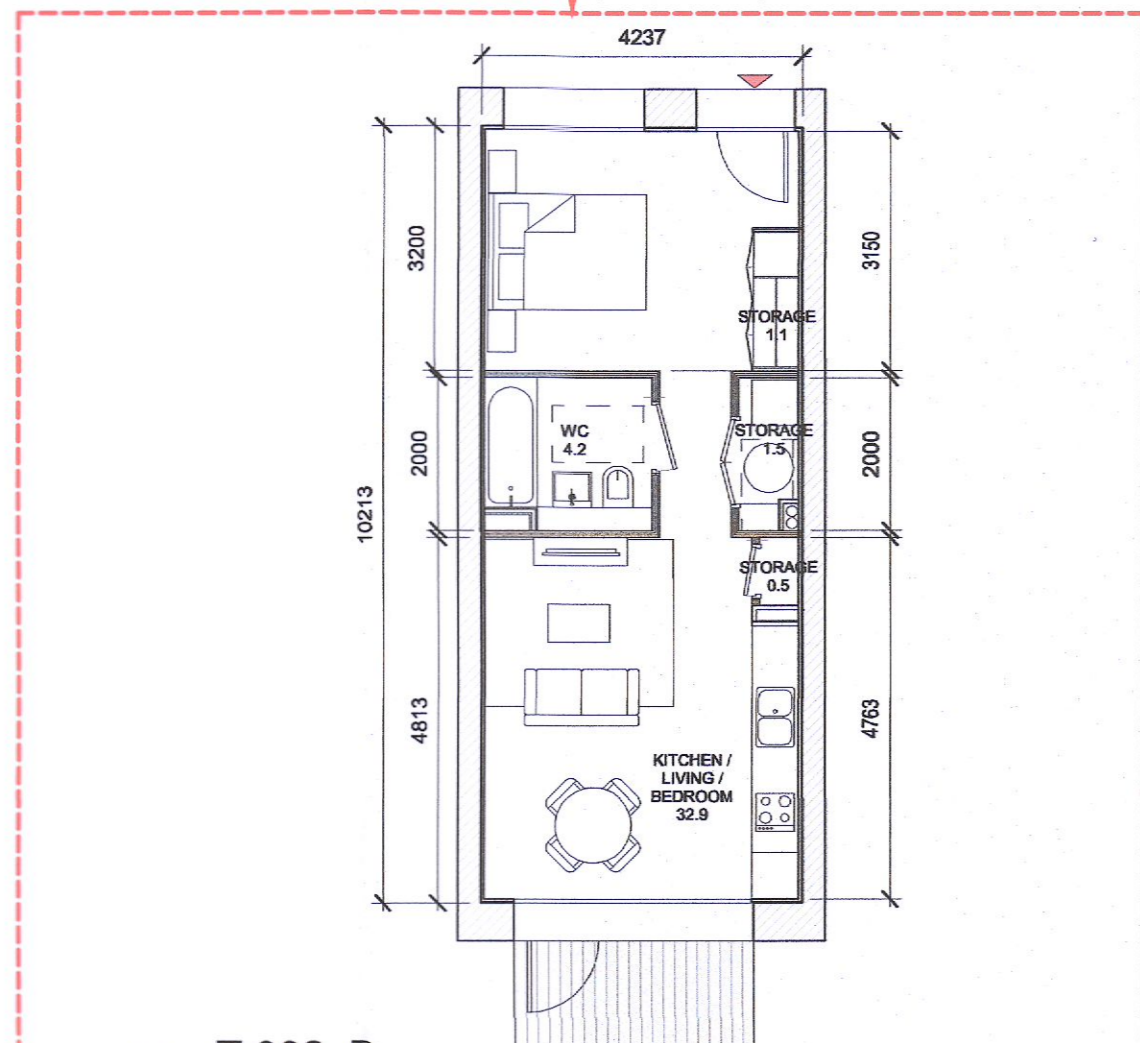 4237
3200
3150
STORAGE
1.1
WC
4.2
STORAGE
1.5
2000
2000
10213
STORAGE
0.5
4813
4763
KITCHEN /
LIVING /
BEDROOM
32.9